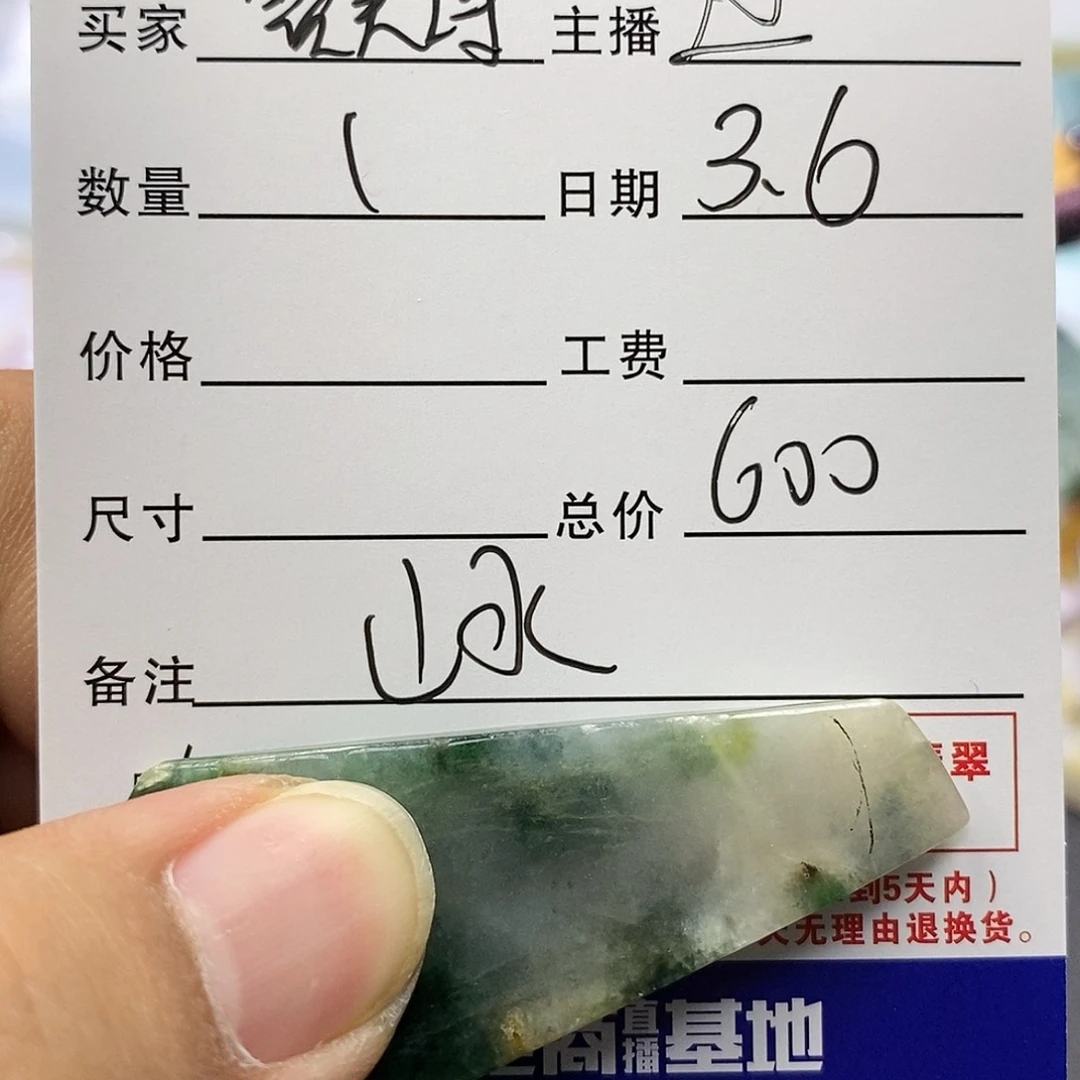 买家 主播
数量 1 日期 3.6
价格 工费
尺寸 总价 600
备注 山水
翠
到5天内）
天无理由退换货。
商直播基地